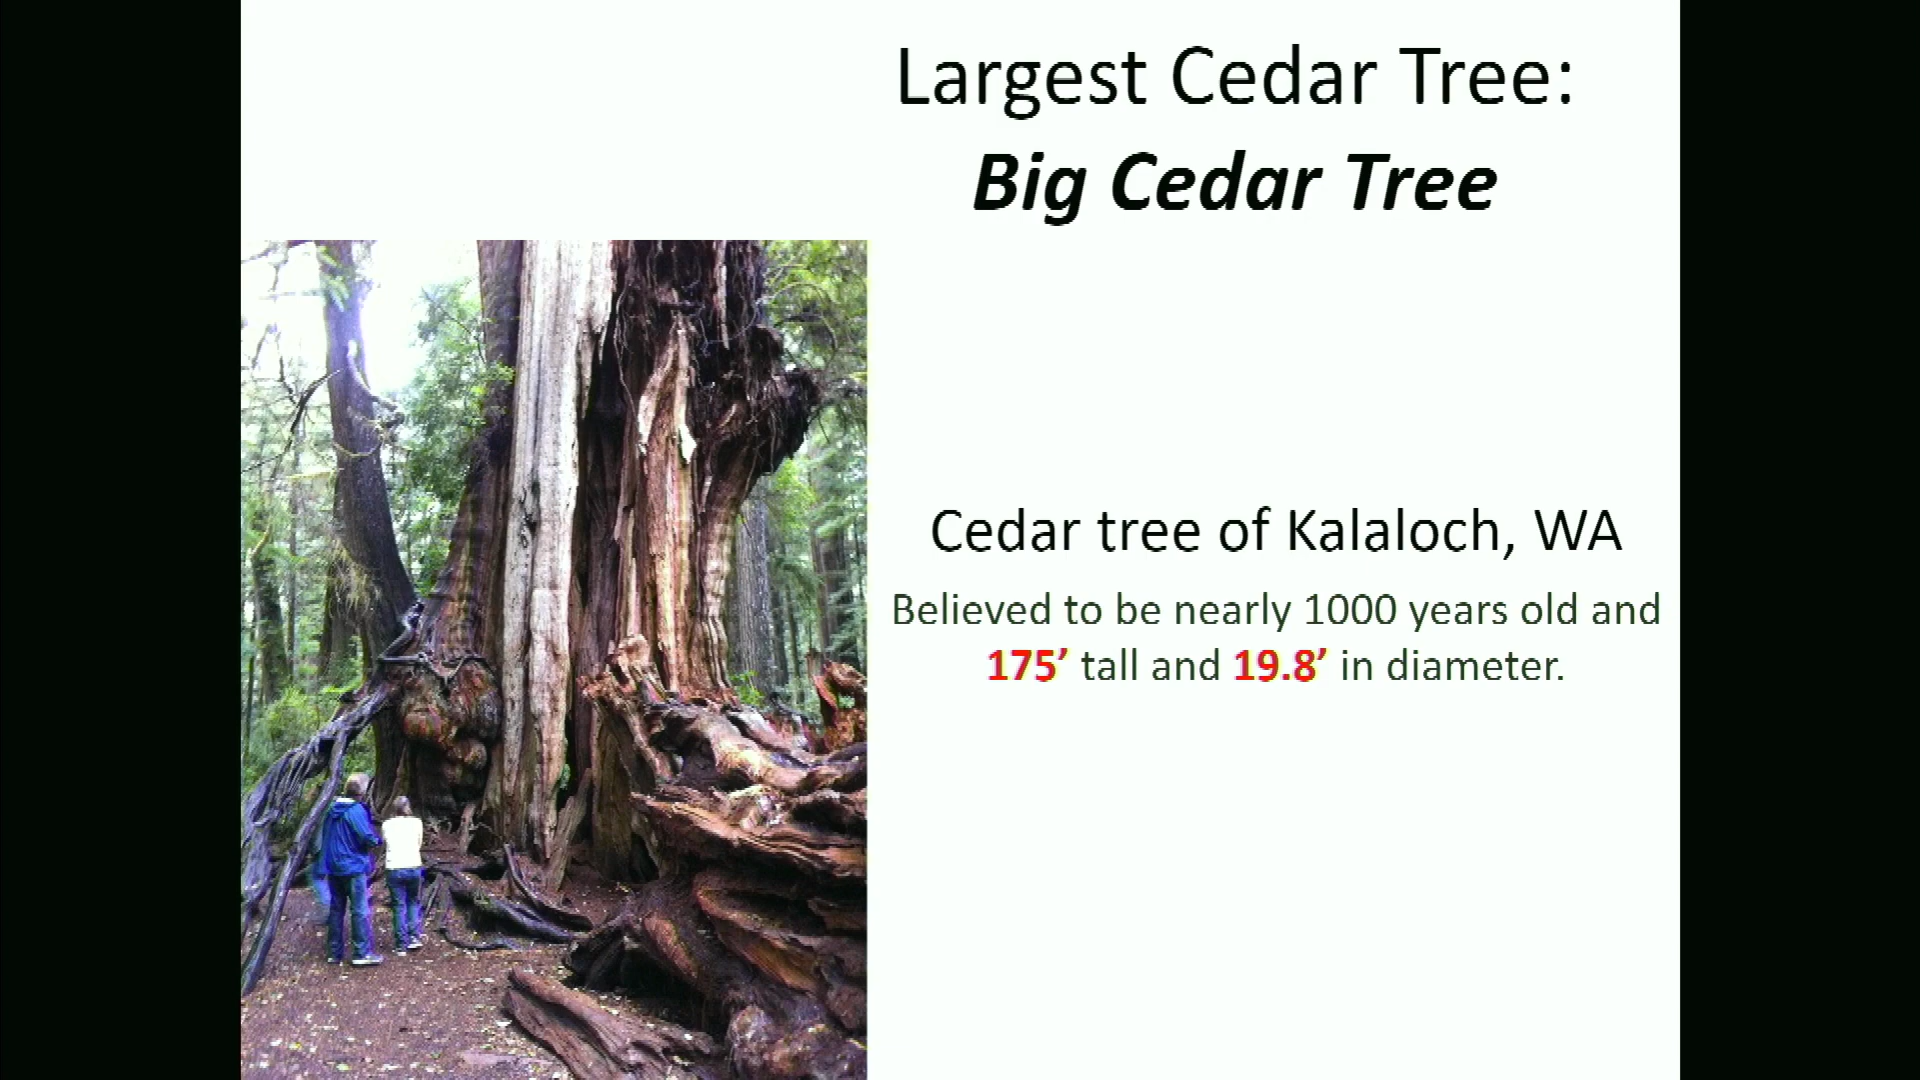 Largest Cedar Tree:
Big Cedar Tree
Cedar tree of Kalaloch, WA
Believed to be nearly 1000 years old and
175’ tall and 19.8’ in diameter.